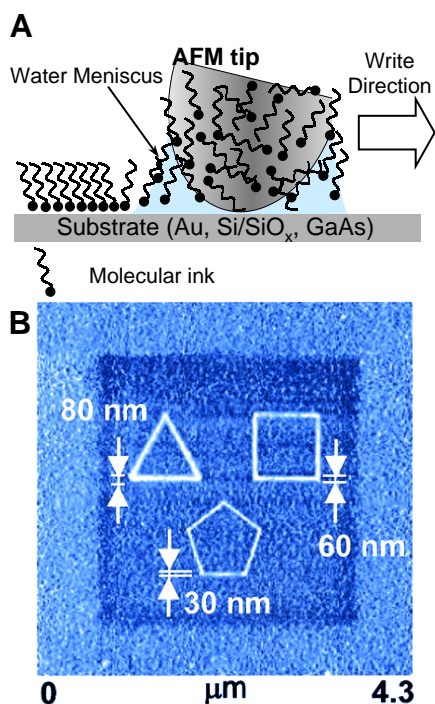 A
AFM tip
Water Meniscus
Write
Direction
Substrate (Au, Si/SiOₓ, GaAs)
Molecular ink
B
80 nm
60 nm
30 nm
0 μm 4.3